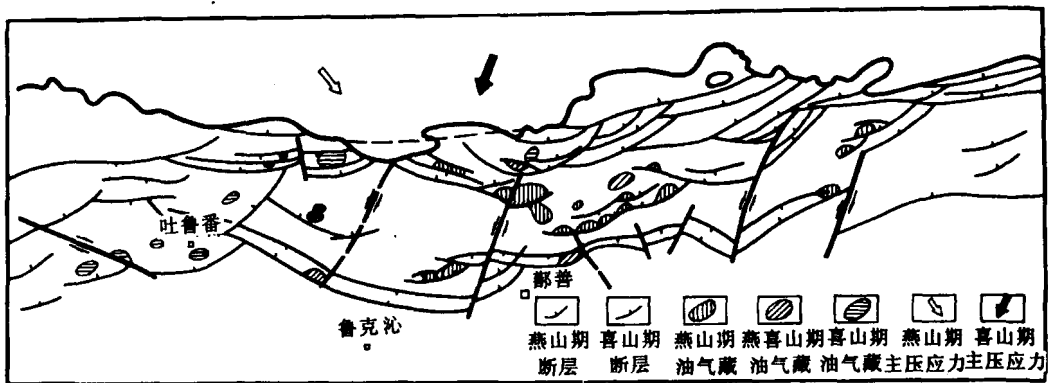 吐鲁番
鄯善
鲁克沁
燕山期 喜山期 燕山期 燕喜山期 喜山期 燕山期 喜山期
断层 断层 油气藏 油气藏 油气藏 主压应力 主压应力